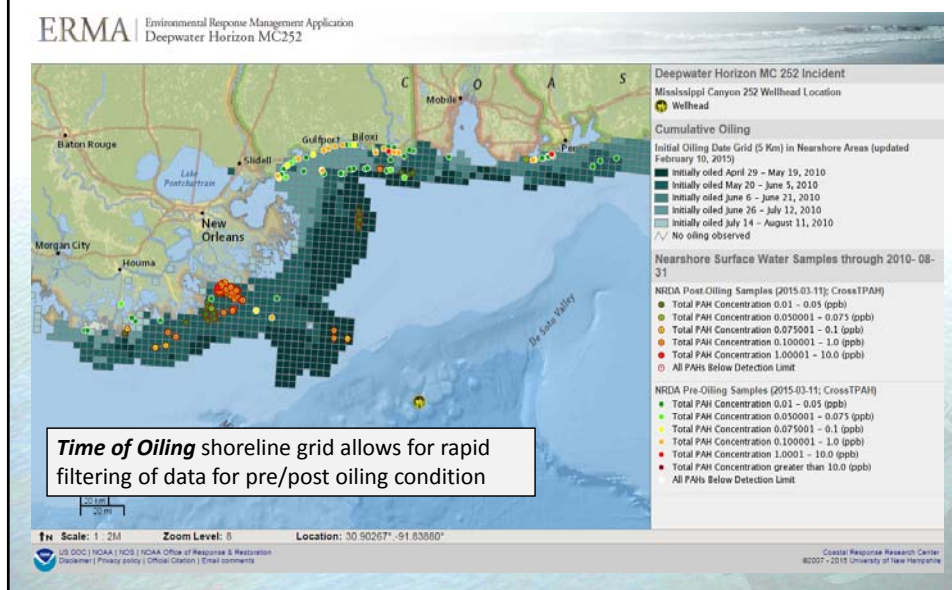 ERMA
Environmental Response Management Application
Deepwater Horizon MC252
C O A S
Mobile
Baton Rouge
Gulfport Biloxi
Slidell
Lake
Pontchartrain
New
Orleans
Morgan City
Houma
De Soto Valley
Time of Oiling shoreline grid allows for rapid
filtering of data for pre/post oiling condition
20 km
20 mi
Deepwater Horizon MC 252 Incident
Mississippi Canyon 252 Wellhead Location
Wellhead
Cumulative Oiling
Initial Oiling Date Grid (5 Km) in Nearshore Areas (updated
February 10, 2015)
Initially oiled April 29 - May 19, 2010
Initially oiled May 20 - June 5, 2010
Initially oiled June 6 - June 21, 2010
Initially oiled June 26 - July 12, 2010
Initially oiled July 14 - August 11, 2010
No oiling observed
Nearshore Surface Water Samples through 2010- 08-
31
NRDA Post-Oiling Samples (2015-03-11; CrossTPAH)
Total PAH Concentration 0.01 - 0.05 (ppb)
Total PAH Concentration 0.050001 - 0.075 (ppb)
Total PAH Concentration 0.075001 - 0.1 (ppb)
Total PAH Concentration 0.100001 - 1.0 (ppb)
Total PAH Concentration 1.00001 - 10.0 (ppb)
All PAHs Below Detection Limit
NRDA Pre-Oiling Samples (2015-03-11; CrossTPAH)
Total PAH Concentration 0.01 - 0.05 (ppb)
Total PAH Concentration 0.050001 - 0.075 (ppb)
Total PAH Concentration 0.075001 - 0.1 (ppb)
Total PAH Concentration 0.100001 - 1.0 (ppb)
Total PAH Concentration 1.0001 - 10.0 (ppb)
Total PAH Concentration greater than 10.0 (ppb)
All PAHs Below Detection Limit
N Scale: 1 : 2M Zoom Level: 8 Location: 30.90267°,-91.83880°
US DOC | NOAA | NOS | NOAA Office of Response & Restoration
Disclaimer | Privacy policy | Official Citation | Email comments
Coastal Response Research Center
©2007 - 2015 University of New Hampshire